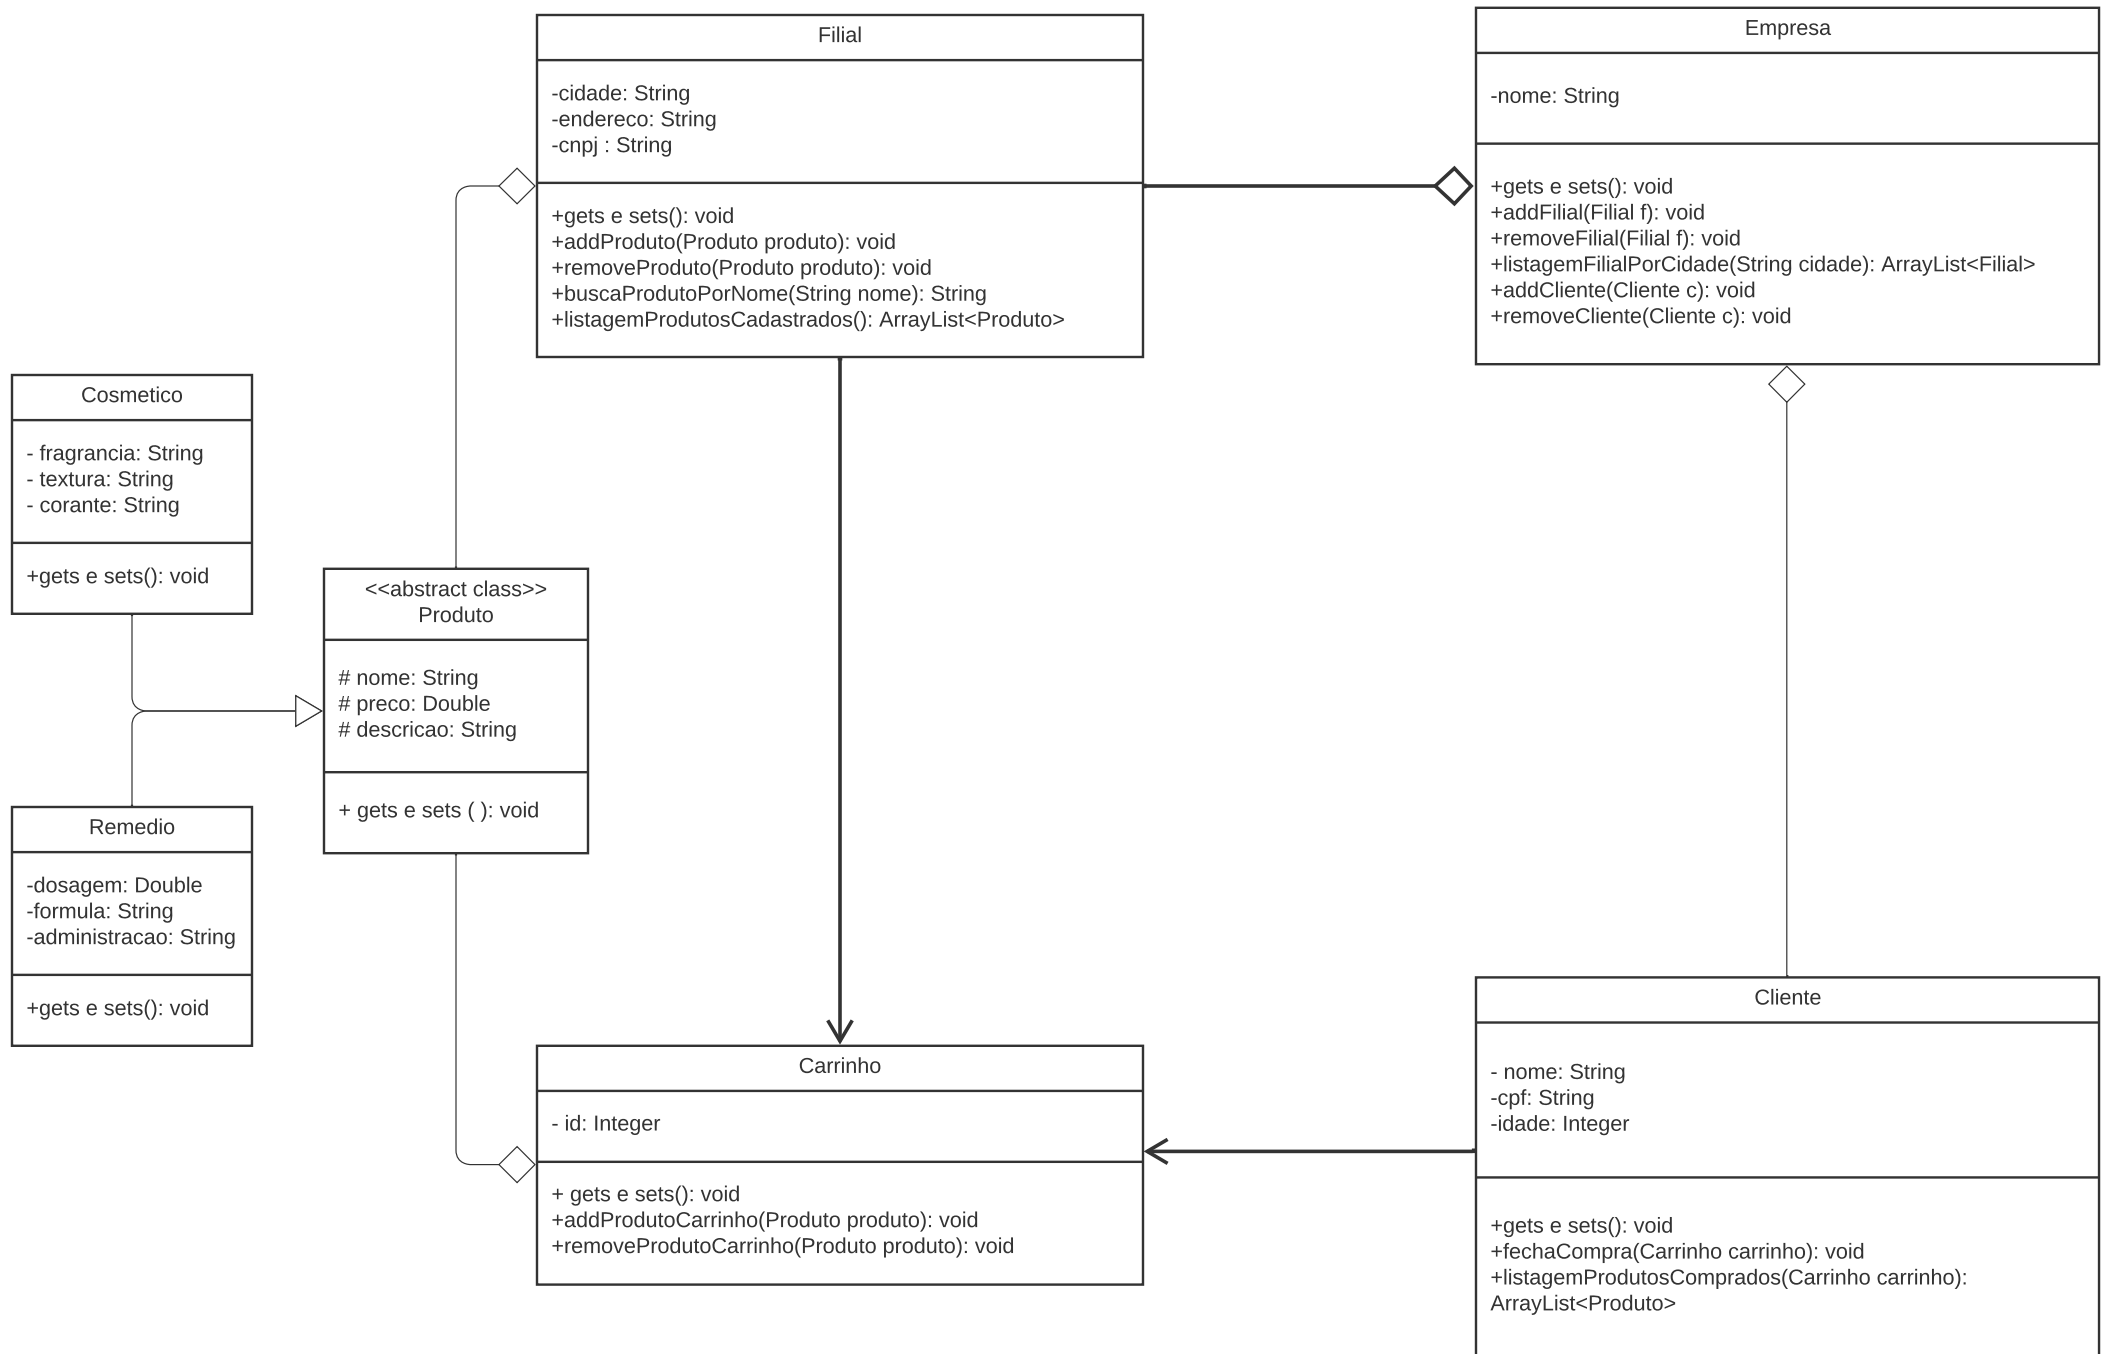 Filial
-cidade: String
-endereco: String
-cnpj : String
+gets e sets(): void
+addProduto(Produto produto): void
+removeProduto(Produto produto): void
+buscaProdutoPorNome(String nome): String
+listagemProdutosCadastrados(): ArrayList<Produto>
Empresa
-nome: String
+gets e sets(): void
+addFilial(Filial f): void
+removeFilial(Filial f): void
+listagemFilialPorCidade(String cidade): ArrayList<Filial>
+addCliente(Cliente c): void
+removeCliente(Cliente c): void
Cosmetico
- fragrancia: String
- textura: String
- corante: String
+gets e sets(): void
<<abstract class>>
Produto
# nome: String
# preco: Double
# descricao: String
+ gets e sets ( ): void
Remedio
-dosagem: Double
-formula: String
-administracao: String
+gets e sets(): void
Carrinho
- id: Integer
+ gets e sets(): void
+addProdutoCarrinho(Produto produto): void
+removeProdutoCarrinho(Produto produto): void
Cliente
- nome: String
-cpf: String
-idade: Integer
+gets e sets(): void
+fechaCompra(Carrinho carrinho): void
+listagemProdutosComprados(Carrinho carrinho):
ArrayList<Produto>